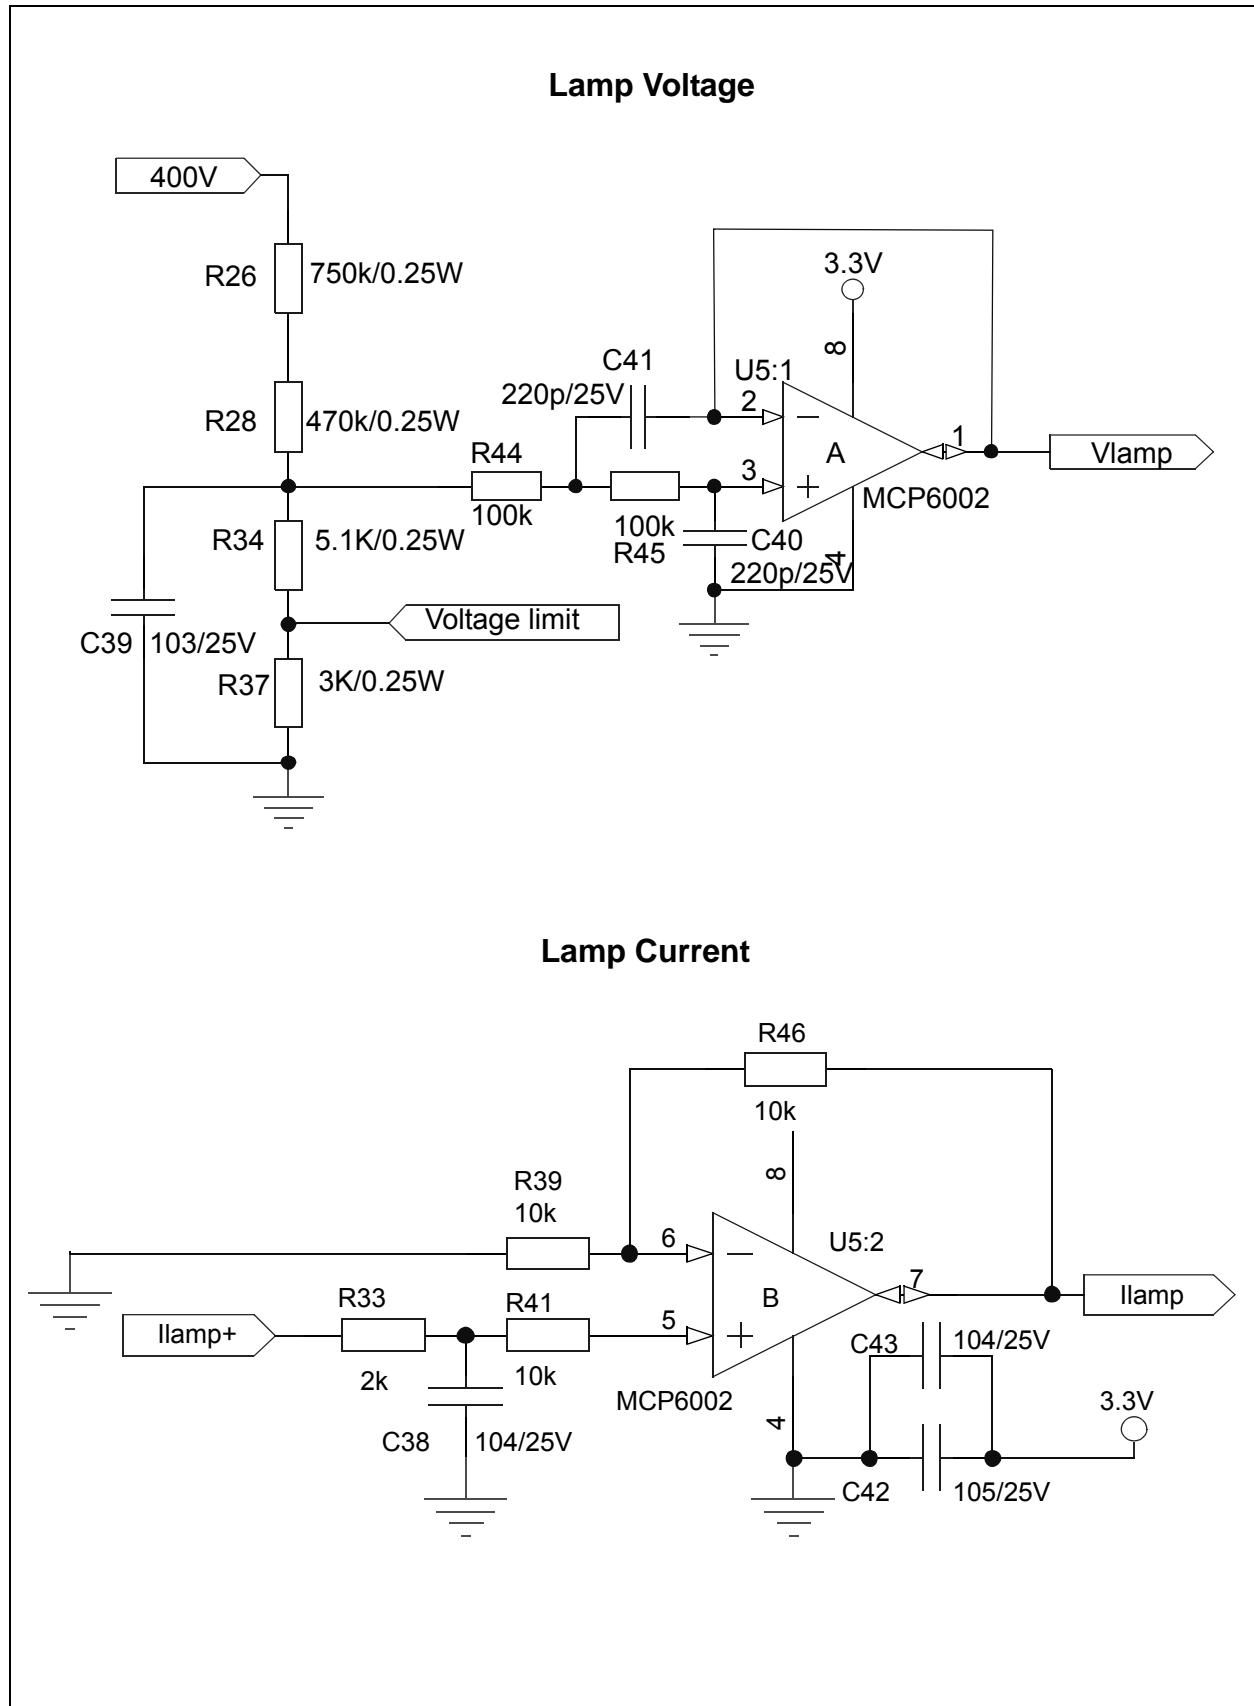 Lamp Voltage
400V
R26 750k/0.25W
3.3V
8
C41
220p/25V
U5:1
2
R28 470k/0.25W
R44
1
A
Vlamp
3
100k
MCP6002
R34 5.1K/0.25W
100k
R45
C40
4
220p/25V
Voltage limit
C39 103/25V
R37 3K/0.25W
Lamp Current
R46
10k
8
R39
10k
6
U5:2
7
B
Ilamp
R33
R41
5
Ilamp+
C43 104/25V
2k
10k
MCP6002
4
3.3V
C38 104/25V
C42 105/25V